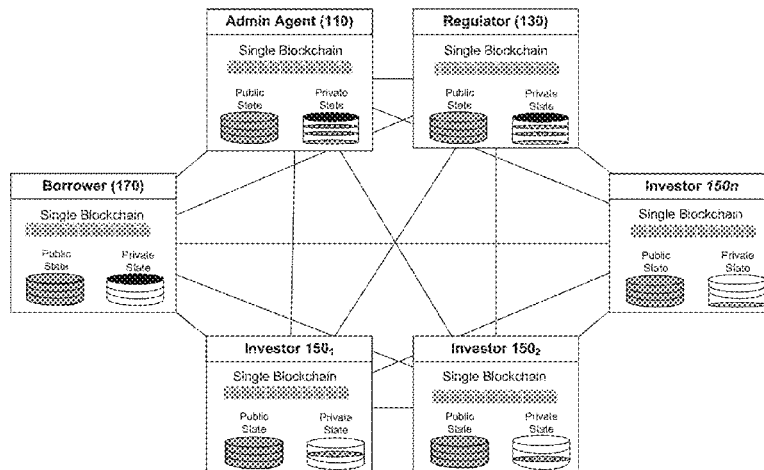 Admin Agent (110)
Single Blockchain
Public
State
Private
State
Regulator (130)
Single Blockchain
Public
State
Private
State
Borrower (170)
Single Blockchain
Public
State
Private
State
Investor 150n
Single Blockchain
Public
State
Private
State
Investor 150₁
Single Blockchain
Public
State
Private
State
Investor 150₂
Single Blockchain
Public
State
Private
State